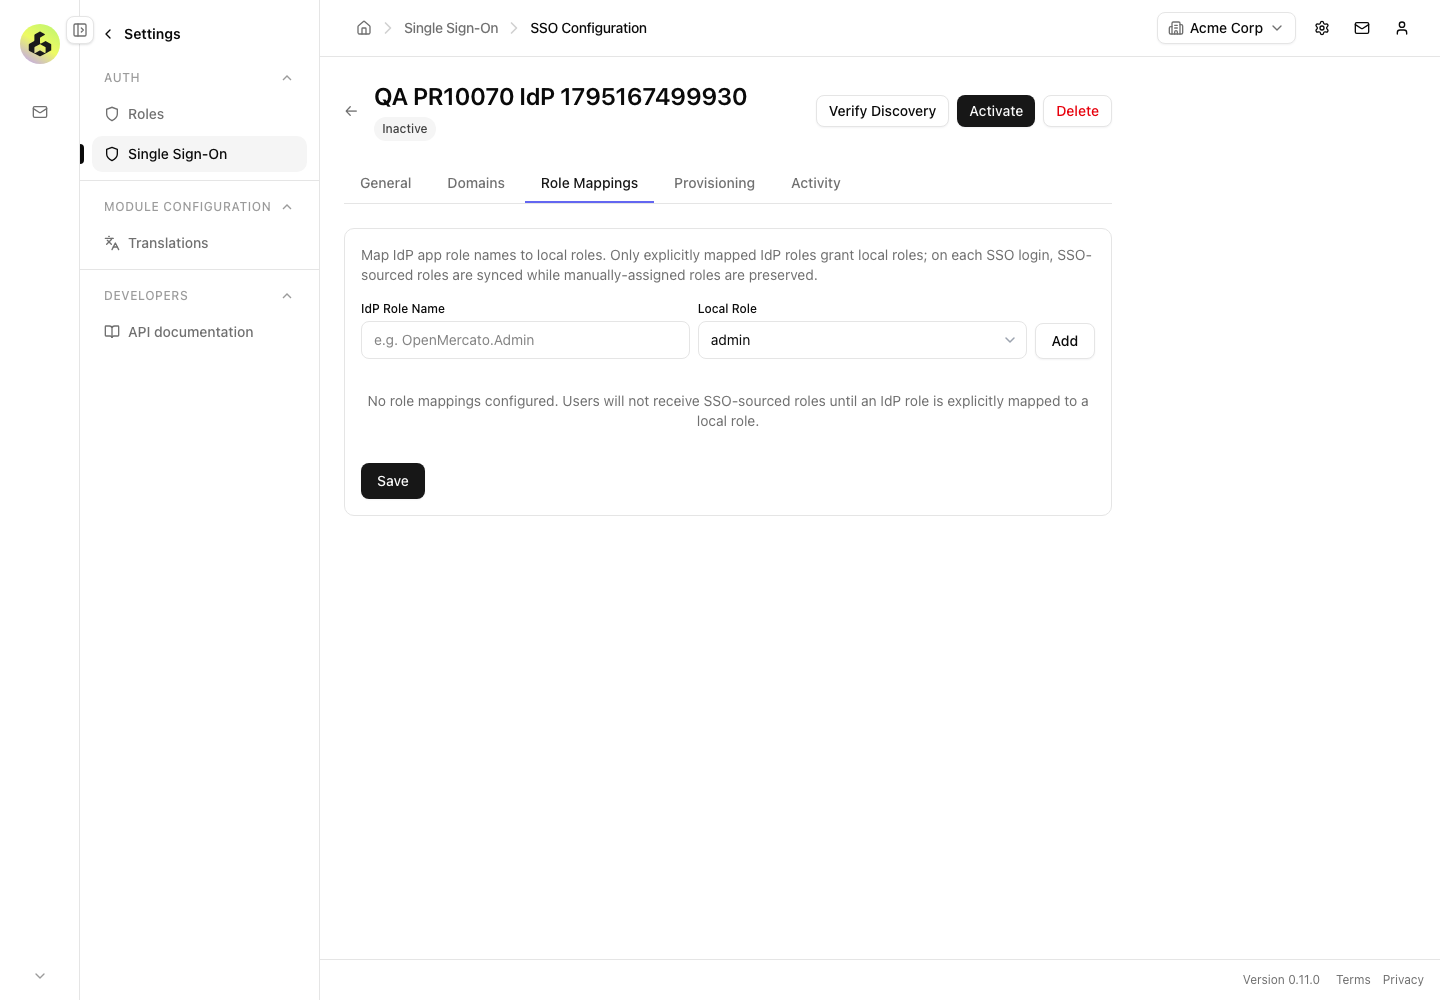 Settings
AUTH
Roles
Single Sign-On
MODULE CONFIGURATION
Translations
DEVELOPERS
API documentation
Single Sign-On
SSO Configuration
Acme Corp
QA PR10070 IdP 1795167499930
Inactive
Verify Discovery
Activate
Delete
General
Domains
Role Mappings
Provisioning
Activity
Map IdP app role names to local roles. Only explicitly mapped IdP roles grant local roles; on each SSO login, SSO-
sourced roles are synced while manually-assigned roles are preserved.
IdP Role Name
Local Role
e.g. OpenMercato.Admin
admin
Add
No role mappings configured. Users will not receive SSO-sourced roles until an IdP role is explicitly mapped to a
local role.
Save
Version 0.11.0
Terms
Privacy